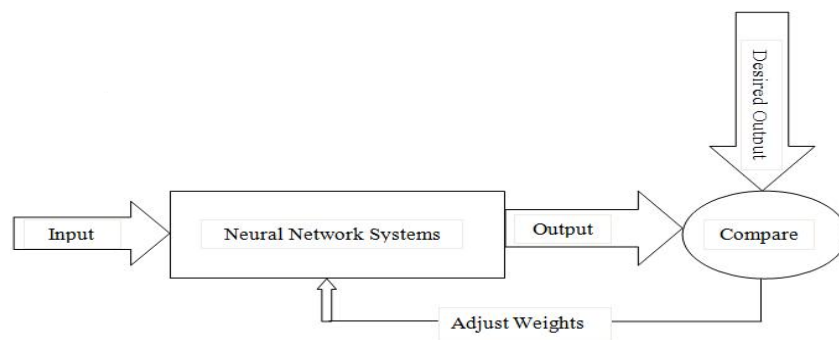 Desired Output
Input
Neural Network Systems
Output
Compare
Adjust Weights